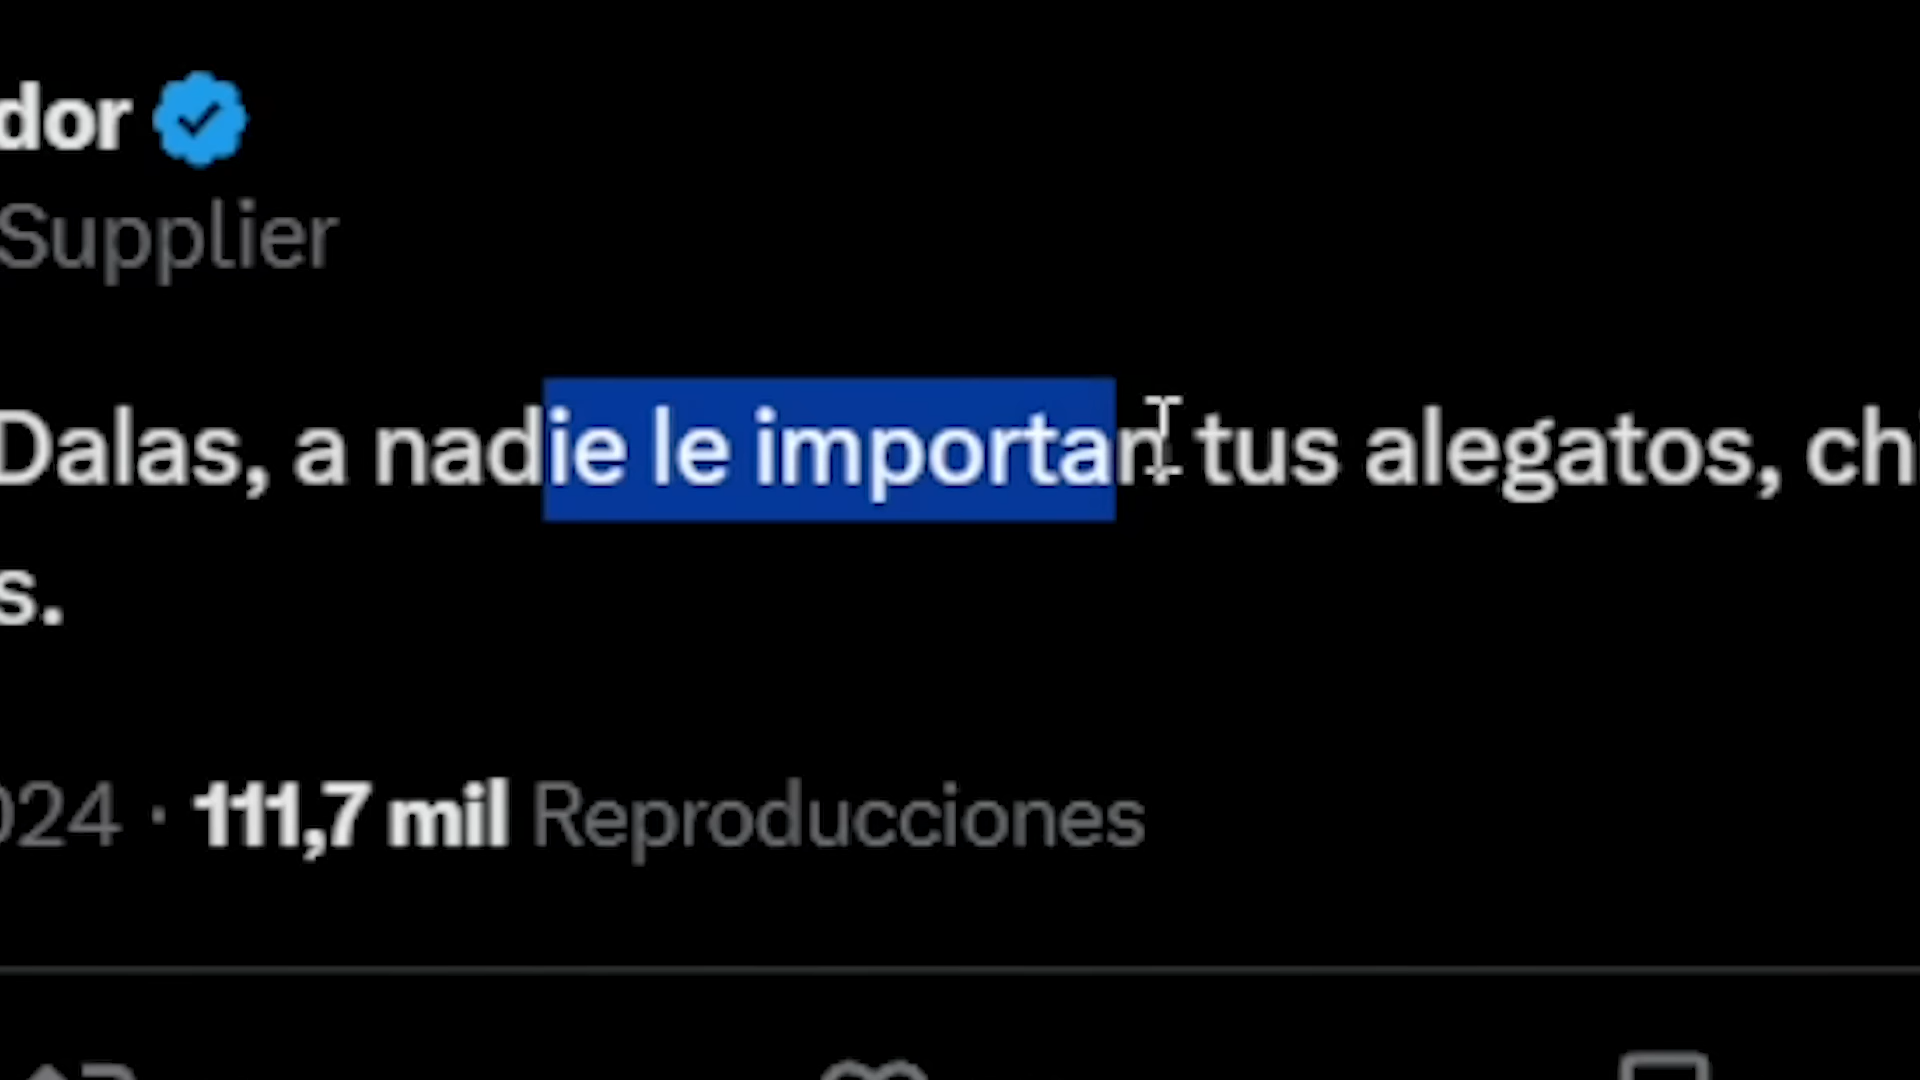 dor
Supplier
Dalas, a nadie le importan tus alegatos, ch
s.
024 · 111,7 mil Reproducciones